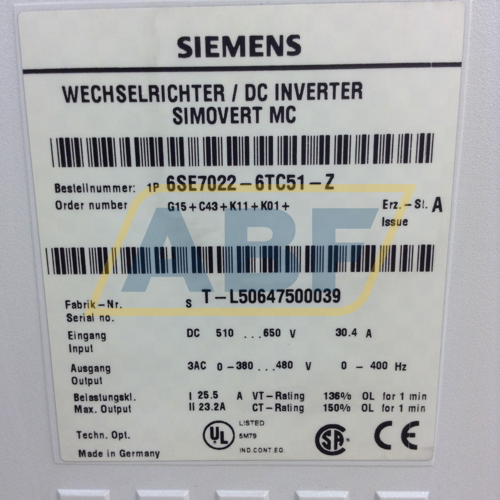 SIEMENS
WECHSELRICHTER / DC INVERTER
SIMOVERT MC
Bestellnummer: 1P 6SE7022-6TC51-Z
Order number G15+C43+K11+K01+ Erz.-St. A
Issue
Fabrik-Nr. S T-L50647500039
Serial no.
Eingang DC 510 ...650 V 30.4 A
Input
Ausgang 3AC 0-380...480 V 0 - 400 Hz
Output
Belastungskl. I 25.5 A VT-Rating 136% OL for 1 min
Max. Output II 23.2A CT-Rating 150% OL for 1 min
Techn. Opt. UL LISTED SA CE
5M79
Made in Germany IND.CONT.EQ.
ABF